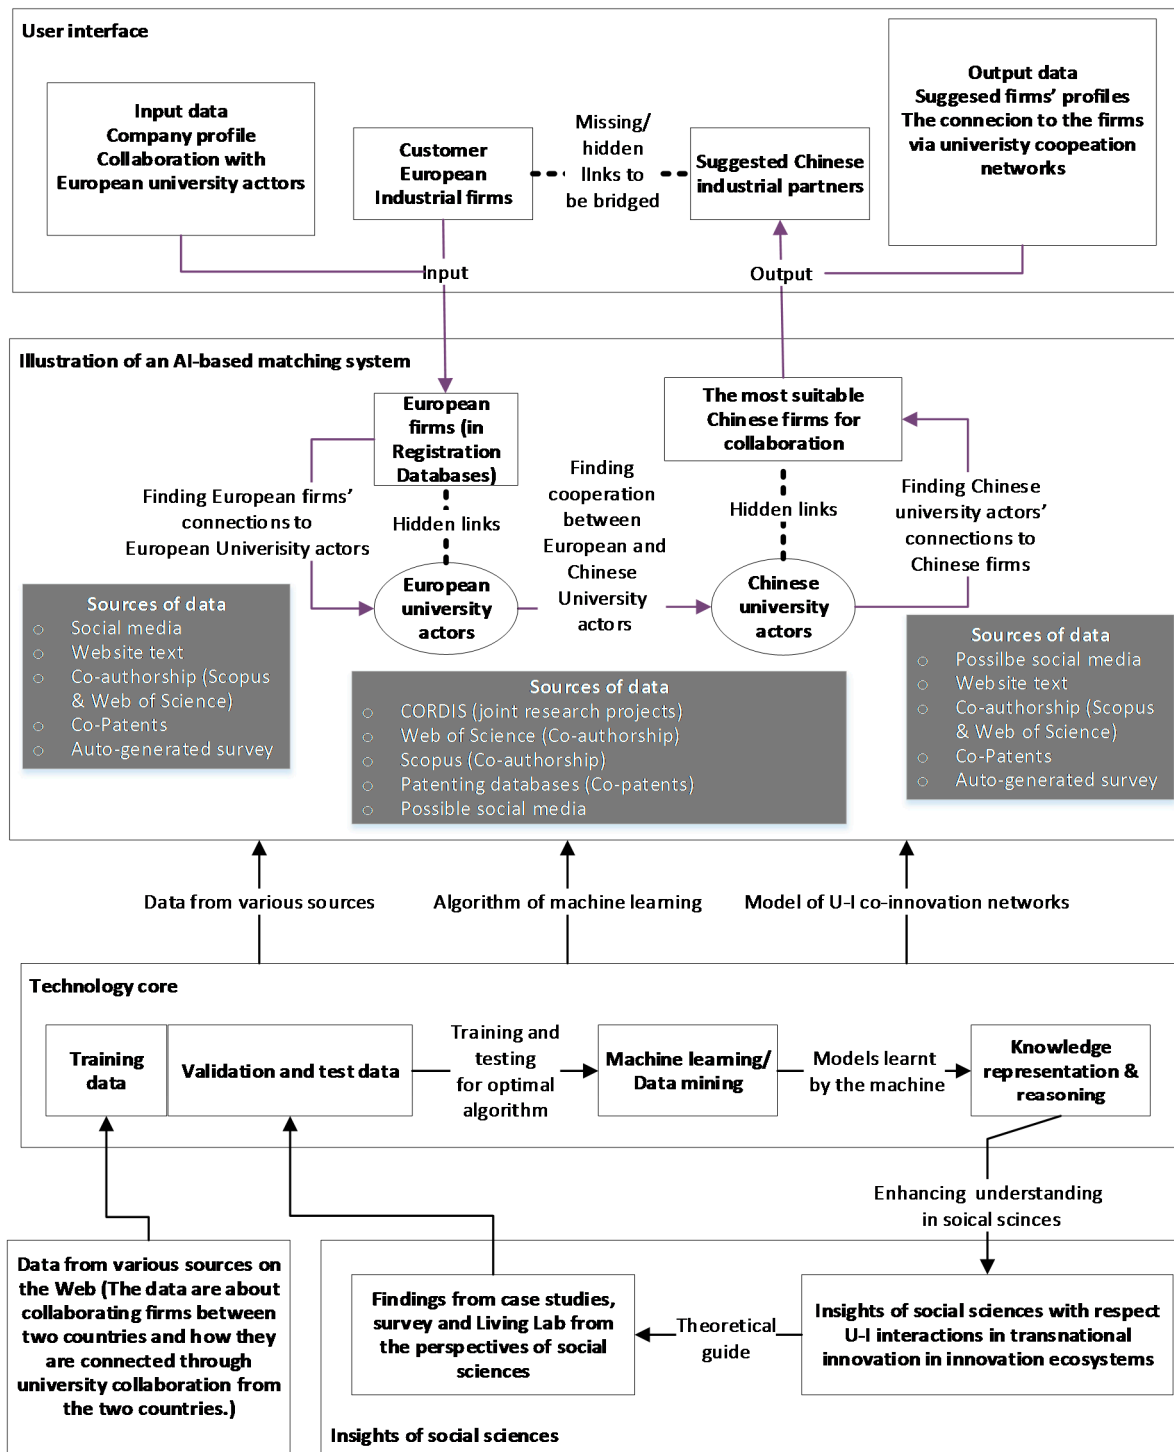 User interface
Input data
Company profile
Collaboration with
European university acttors
Customer
European
Industrial firms
Missing/
hidden
lInks to
be bridged
Suggested Chinese
industrial partners
Output data
Suggesed firms' profiles
The connecion to the firms
via univeristy coopeation
networks
Input
Output
Illustration of an AI-based matching system
European
firms (in
Registration
Databases)
The most suitable
Chinese firms for
collaboration
Finding European firms'
connections to
European Univerisity actors
Hidden links
Finding
cooperation
between
European and
Chinese
University
actors
Hidden links
Finding Chinese
university actors'
connections to
Chinese firms
European
university
actors
Chinese
university
actors
Sources of data
○ Social media
○ Website text
○ Co-authorship (Scopus
& Web of Science)
○ Co-Patents
○ Auto-generated survey
Sources of data
○ CORDIS (joint research projects)
○ Web of Science (Co-authorship)
○ Scopus (Co-authorship)
○ Patenting databases (Co-patents)
○ Possible social media
Sources of data
○ Possilbe social media
○ Website text
○ Co-authorship (Scopus
& Web of Science)
○ Co-Patents
○ Auto-generated survey
Data from various sources
Algorithm of machine learning
Model of U-I co-innovation networks
Technology core
Training
data
Validation and test data
Training and
testing
for optimal
algorithm
Machine learning/
Data mining
Models learnt
by the machine
Knowledge
representation &
reasoning
Enhancing understanding
in soical scinces
Data from various sources on
the Web (The data are about
collaborating firms between
two countries and how they
are connected through
university collaboration from
the two countries.)
Findings from case studies,
survey and Living Lab from
the perspectives of social
sciences
Theoretical
guide
Insights of social sciences with respect
U-I interactions in transnational
innovation in innovation ecosystems
Insights of social sciences